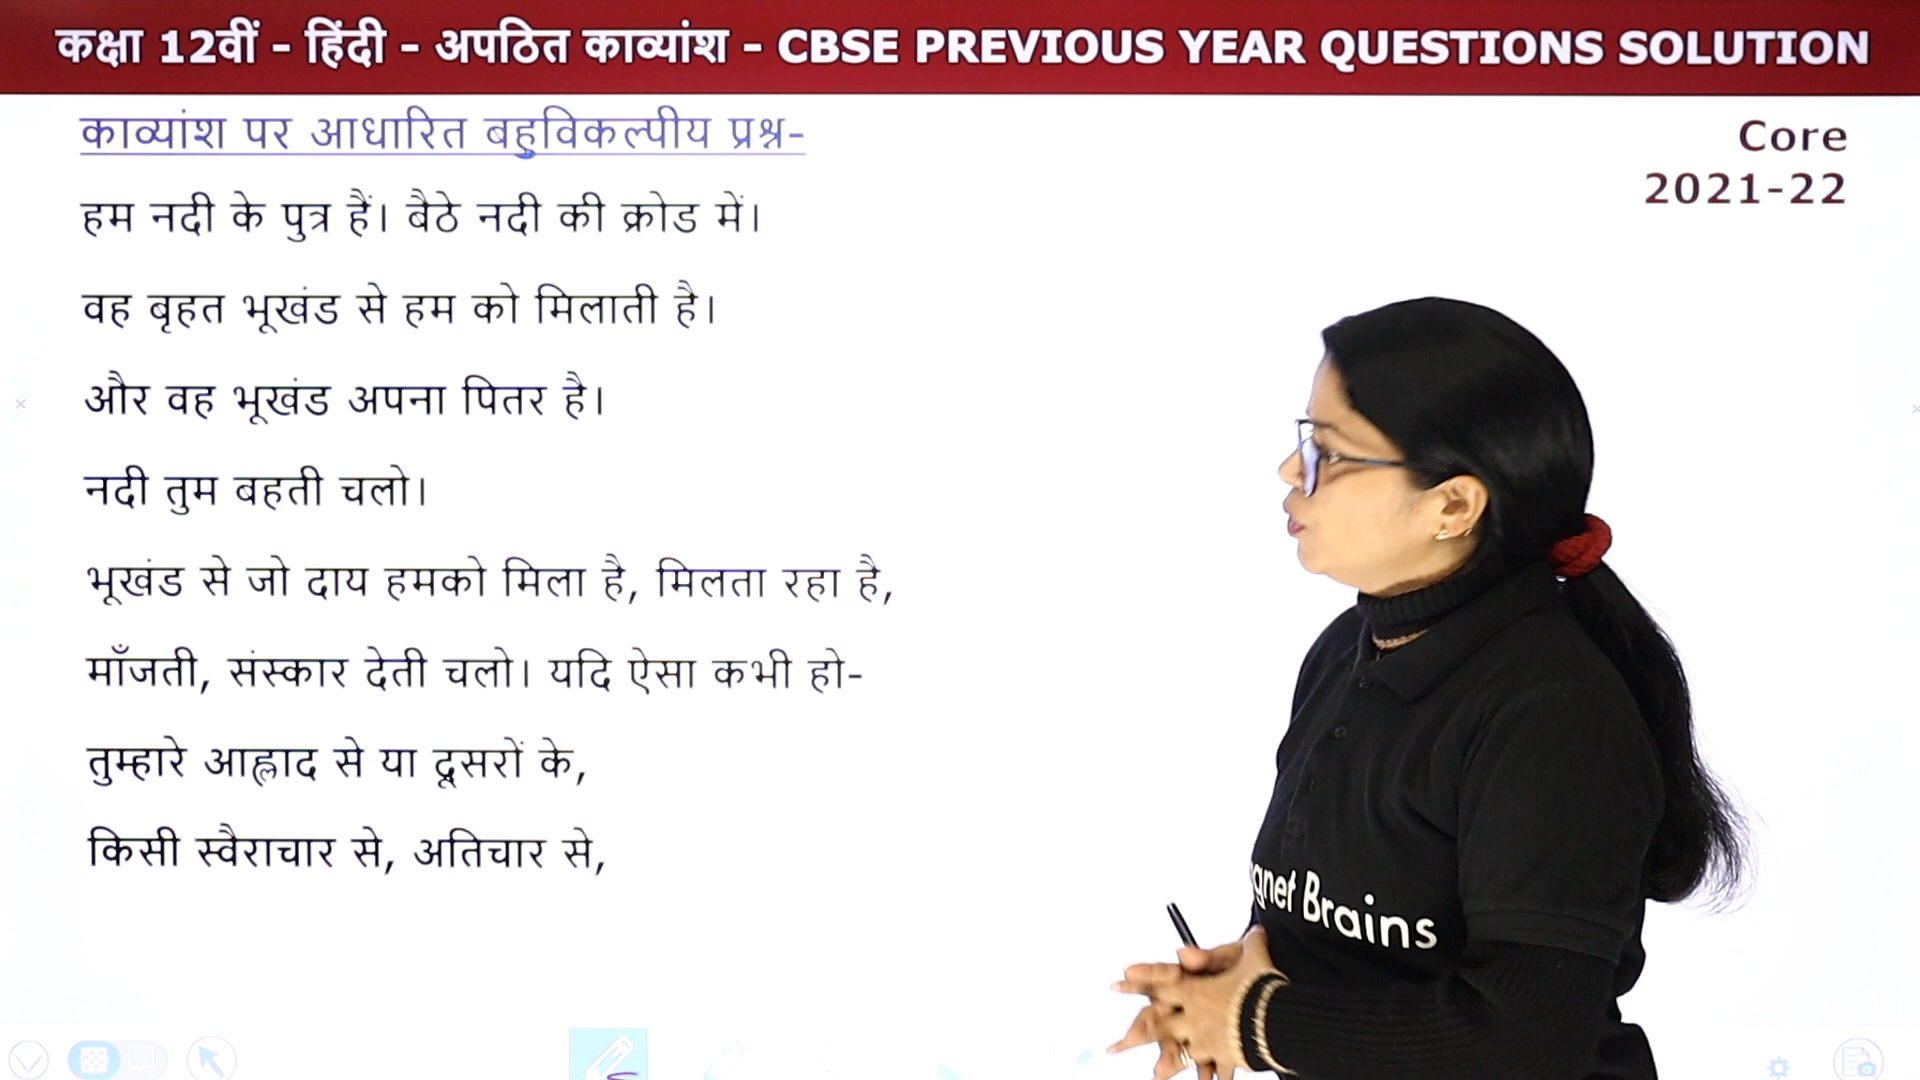 कक्षा 12वीं - हिंदी - अपठित काव्यांश - CBSE PREVIOUS YEAR QUESTIONS SOLUTION
काव्यांश पर आधारित बहुविकल्पीय प्रश्न-
Core
2021-22
हम नदी के पुत्र हैं। बैठे नदी की क्रोड में।
वह बृहत भूखंड से हम को मिलाती है।
और वह भूखंड अपना पितर है।
नदी तुम बहती चलो।
भूखंड से जो दाय हमको मिला है, मिलता रहा है,
माँजती, संस्कार देती चलो। यदि ऐसा कभी हो-
तुम्हारे आह्लाद से या दूसरों के,
किसी स्वैराचार से, अतिचार से,
gnet Brains